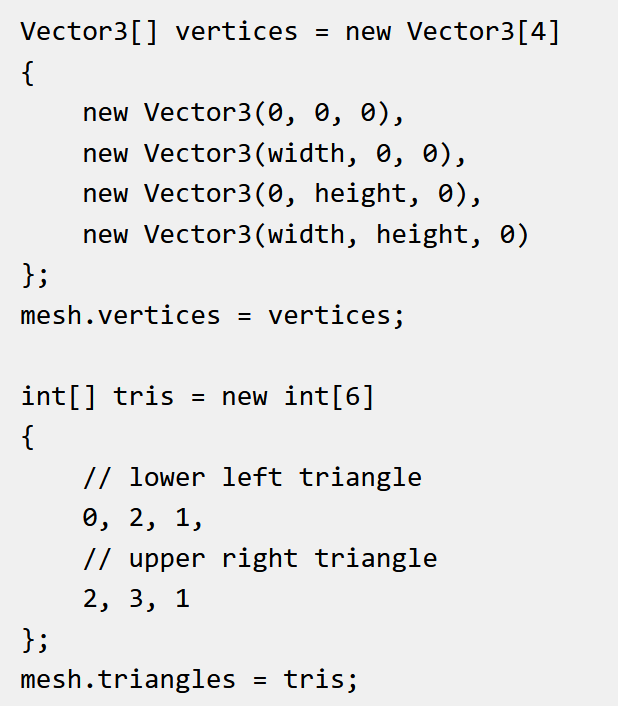 Vector3[] vertices = new Vector3[4]
{
    new Vector3(0, 0, 0),
    new Vector3(width, 0, 0),
    new Vector3(0, height, 0),
    new Vector3(width, height, 0)
};
mesh.vertices = vertices;

int[] tris = new int[6]
{
    // lower left triangle
    0, 2, 1,
    // upper right triangle
    2, 3, 1
};
mesh.triangles = tris;